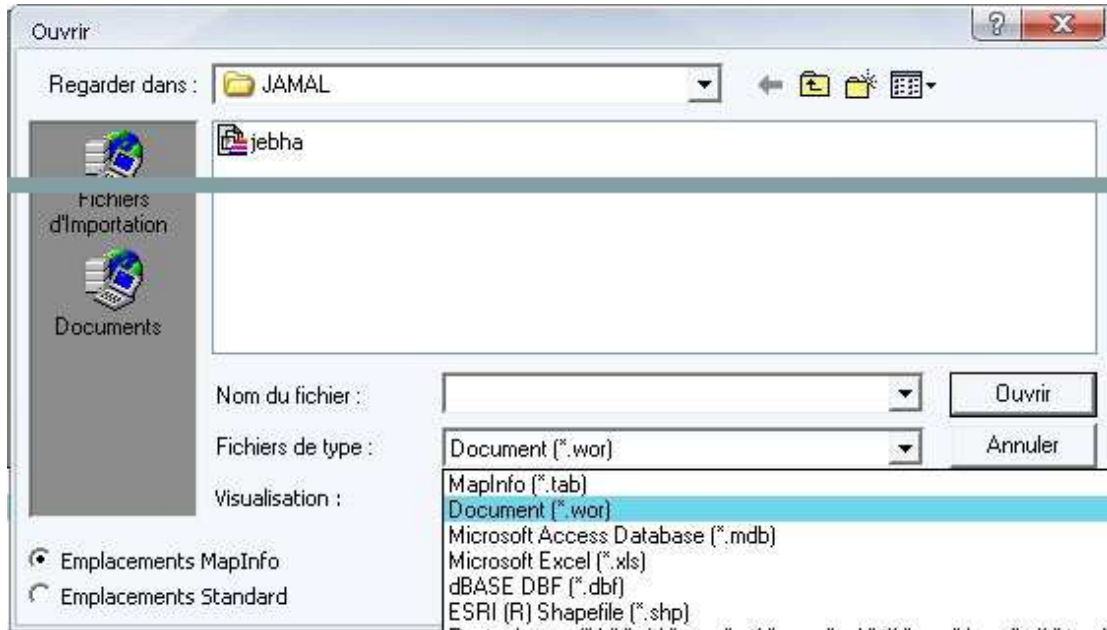 Ouvrir
Regarder dans :
JAMAL
jebha
Fichiers
d'Importation
Documents
Nom du fichier :
Ouvrir
Fichiers de type :
Document (*.wor)
Annuler
Visualisation :
MapInfo (*.tab)
Document (*.wor)
Microsoft Access Database (*.mdb)
Microsoft Excel (*.xls)
dBASE DBF (*.dbf)
ESRI (R) Shapefile (*.shp)
Emplacements MapInfo
Emplacements Standard